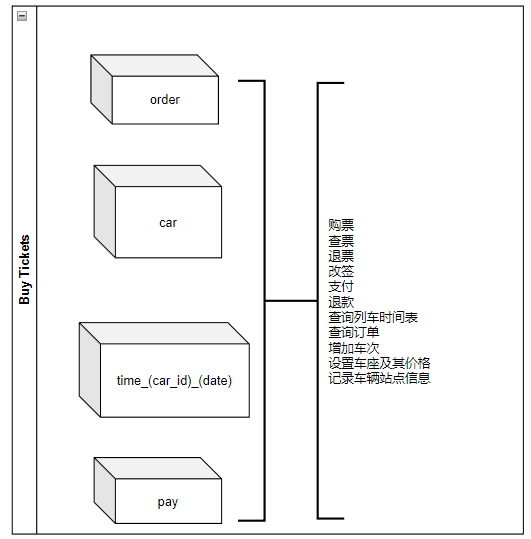 Buy Tickets
order
car
time_(car_id)_(date)
pay
购票
查票
退票
改签
支付
退款
查询列车时间表
查询订单
增加车次
设置车座及其价格
记录车辆站点信息